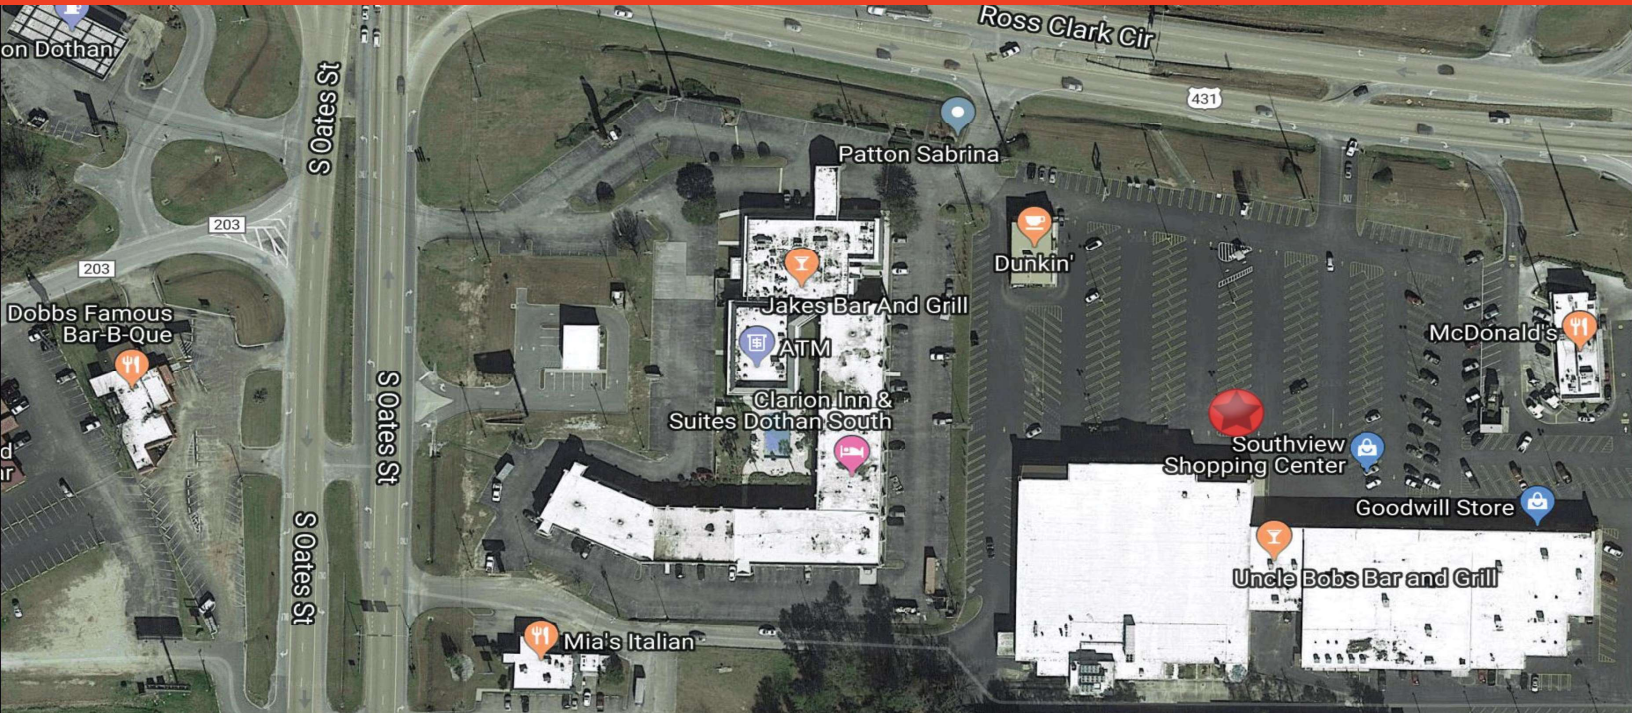 Ross Clark Cir
on Dothan
S Oates St
431
Patton Sabrina
203
203
Dunkin'
Dobbs Famous
Bar-B-Que
Jakes Bar And Grill
McDonald's
ATM
S Oates St
Clarion Inn &
Suites Dothan South
Southview
Shopping Center
d
ar
Goodwill Store
S Oates St
Uncle Bobs Bar and Grill
Mia's Italian